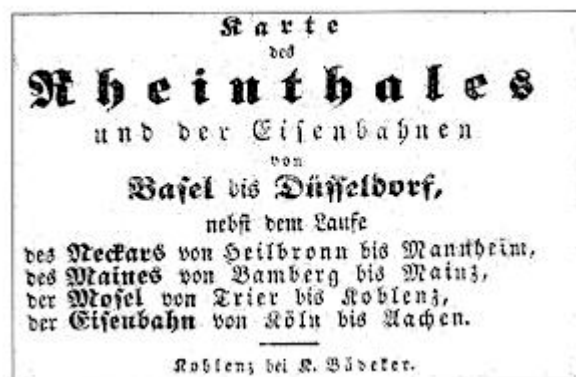 Karte
des
Rheinthales
und der Eisenbahnen
von
Basel bis Düsseldorf,
nebst dem Laufe
des Neckars von Heilbronn bis Mannheim,
des Maines von Bamberg bis Mainz,
der Mosel von Trier bis Koblenz,
der Eisenbahn von Köln bis Aachen.
Koblenz bei K. Bädeker.